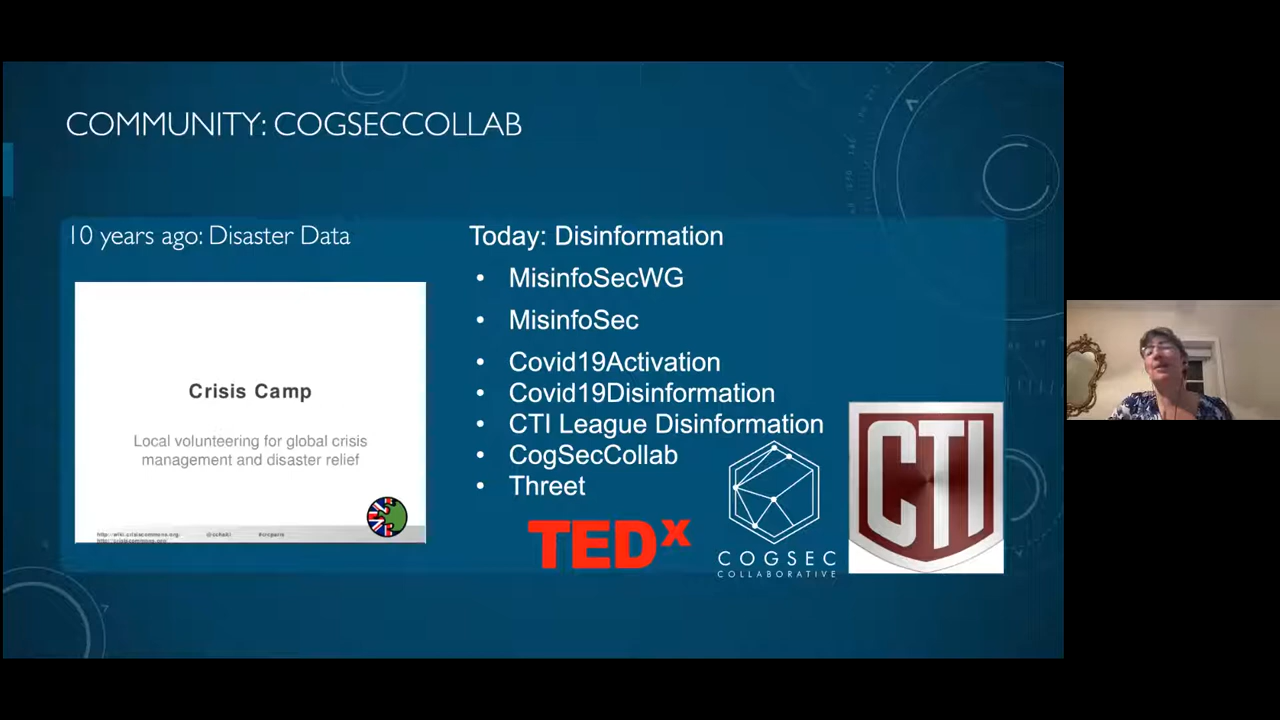 COMMUNITY: COGSECCOLLAB
10 years ago: Disaster Data
Crisis Camp
Local volunteering for global crisis
management and disaster relief
Today: Disinformation
• MisinfoSecWG
• MisinfoSec
• Covid19Activation
• Covid19Disinformation
• CTI League Disinformation
• CogSecCollab
• Threet
TEDx
COGSEC
COLLABORATIVE
CTI